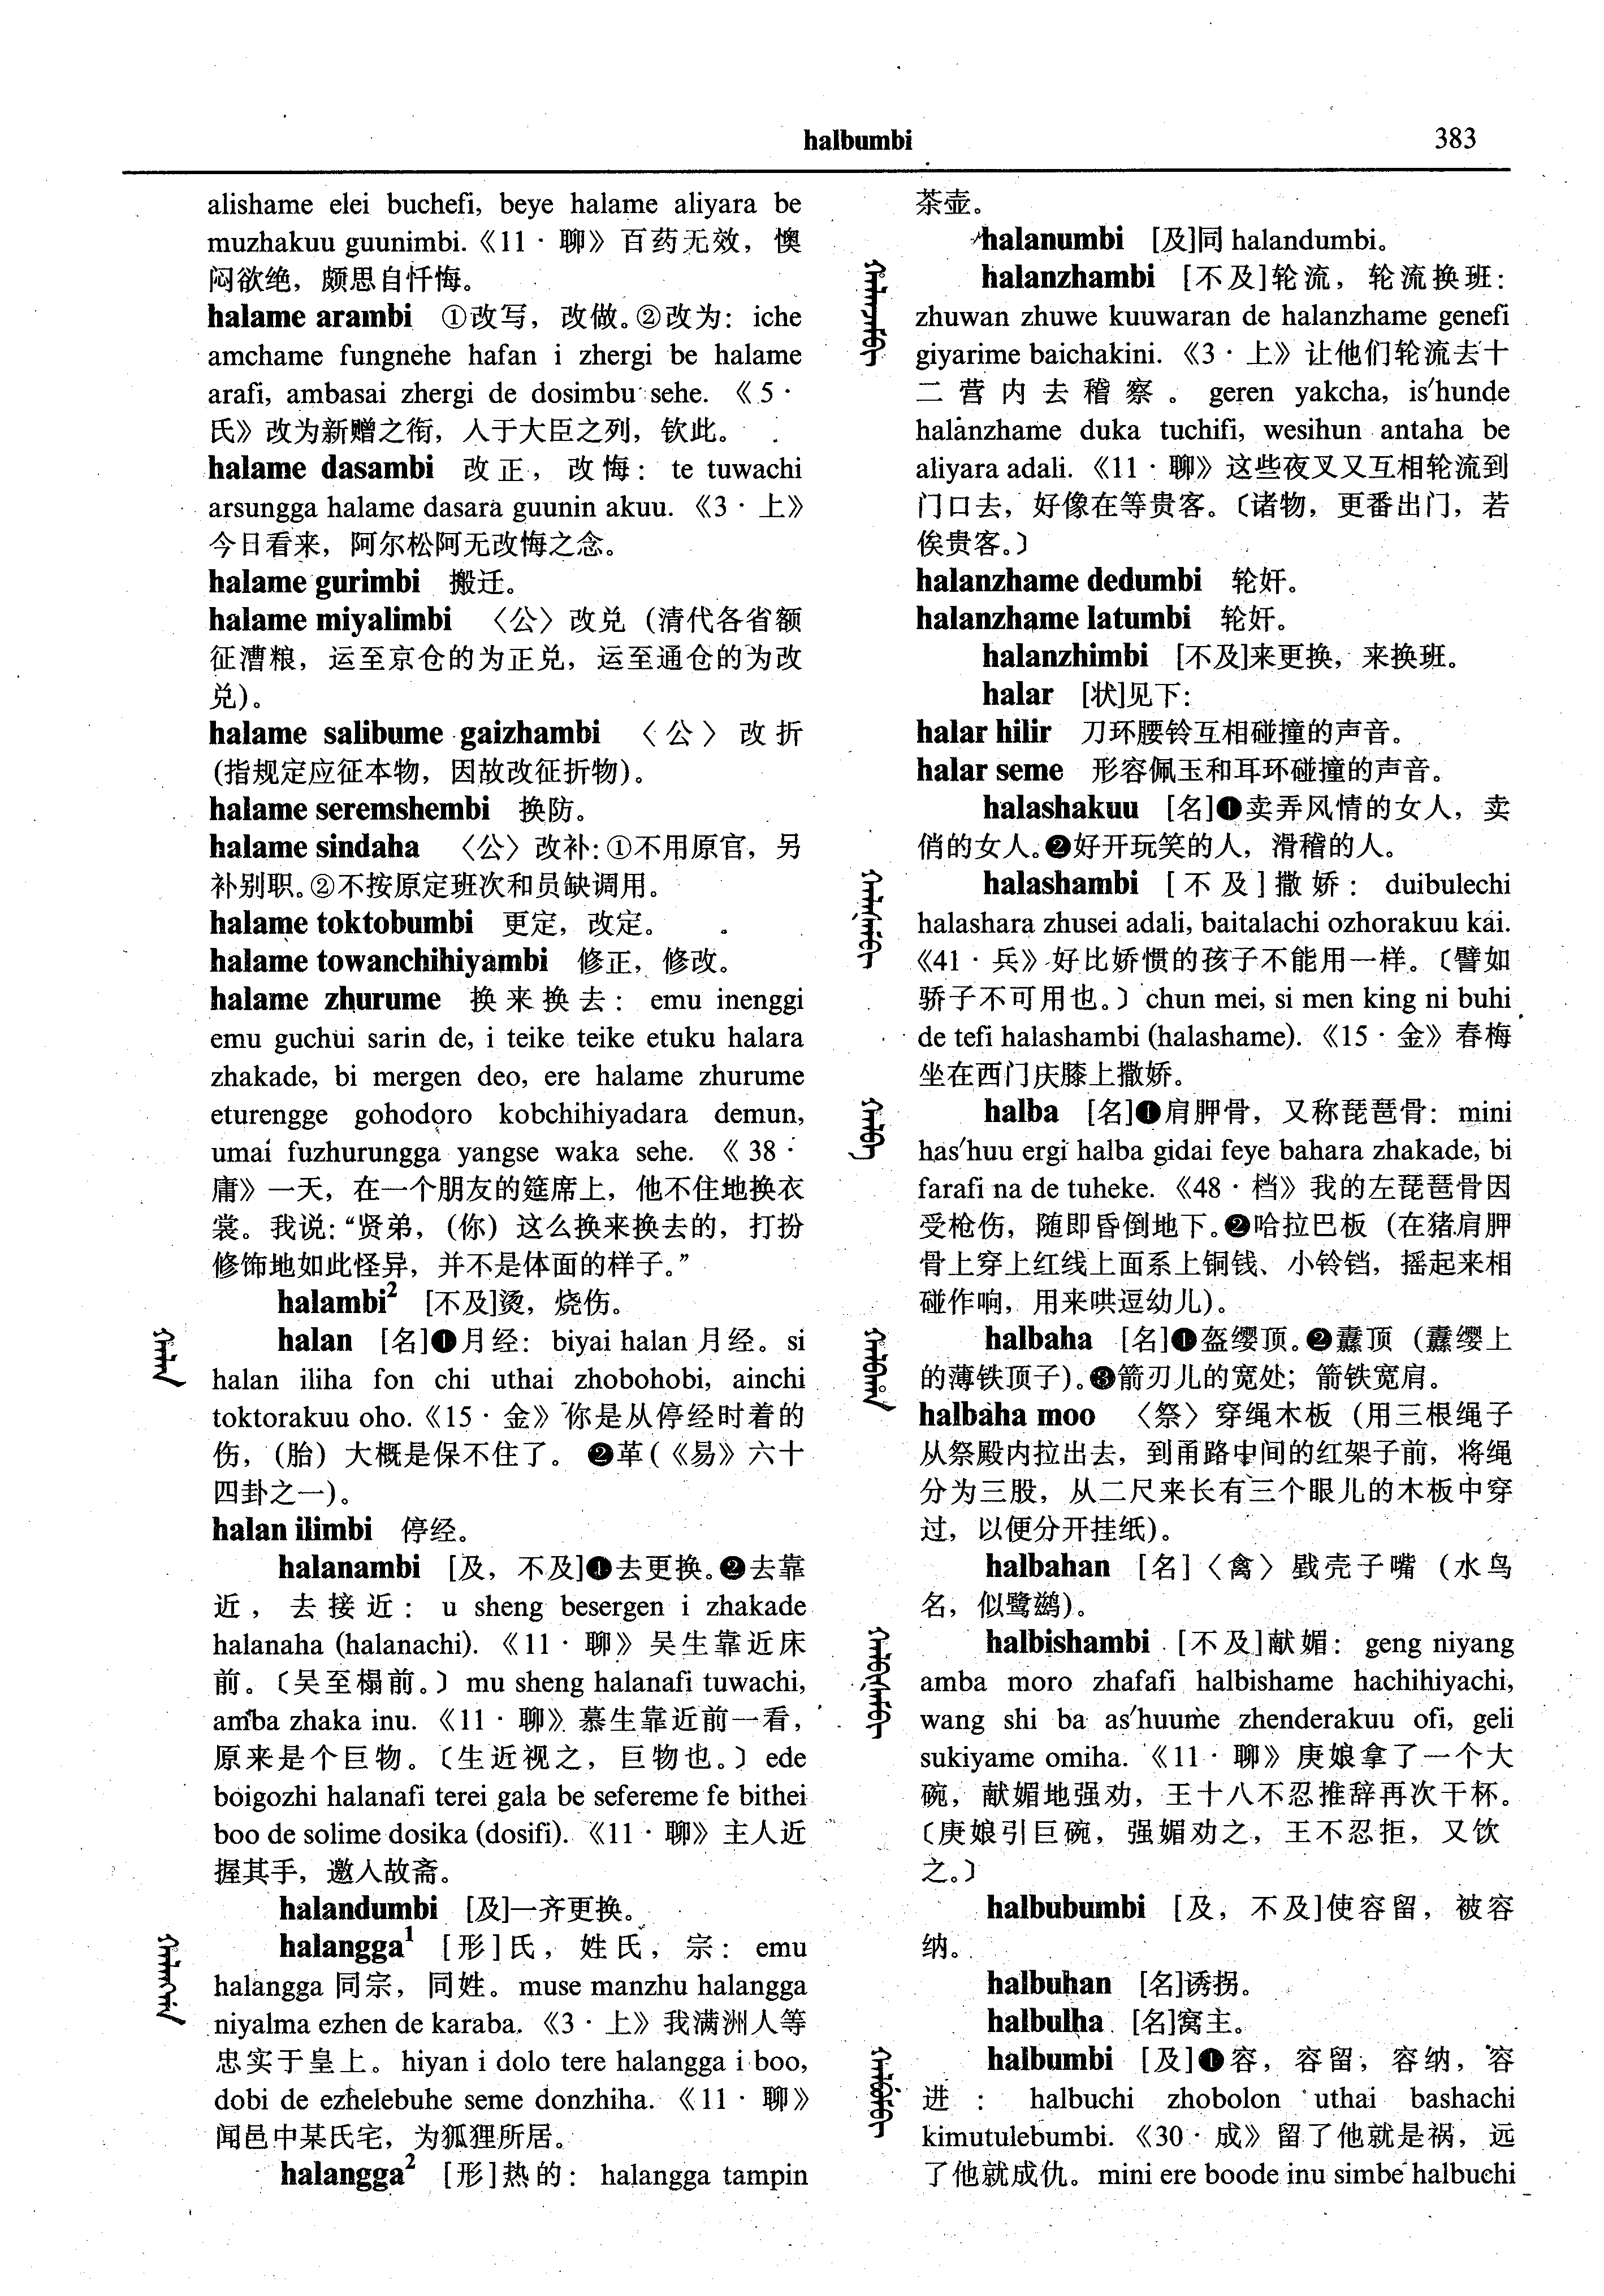 halbumbi
383
alishame elei buchefi, beye halame aliyara be
muzhakuu guunimbi.《11 · 聊》百药无效，懊
闷欲绝，颇思自忏悔。
halame arambi ①改写，改做。②改为：iche
amchame fungnehe hafan i zhergi be halame
arafi, ambasai zhergi de dosimbu sehe. 《5 ·
氏》改为新赠之衔，入于大臣之列，钦此。
halame dasambi 改正，改悔：te tuwachi
arsungga halame dasara guunin akuu. 《3 · 上》
今日看来，阿尔松阿无改悔之念。
halame gurimbi 搬迁。
halame miyalimbi 〈公〉改兑（清代各省额
征漕粮，运至京仓的为正兑，运至通仓的为改
兑）。
halame salibume gaizhambi 〈公〉改折
（指规定应征本物，因故改征折物）。
halame seremshembi 换防。
halame sindaha 〈公〉改补：①不用原官，另
补别职。②不按原定班次和员缺调用。
halame toktobumbi 更定，改定。
halame towanchihiyambi 修正，修改。
halame zhurume 换来换去：emu inenggi
emu guchui sarin de, i teike teike etuku halara
zhakade, bi mergen deo, ere halame zhurume
eturengge gohodoro kobchihiyadara demun,
umai fuzhurungga yangse waka sehe. 《38 ·
庸》一天，在一个朋友的筵席上，他不住地换衣
裳。我说：“贤弟，（你）这么换来换去的，打扮
修饰地如此怪异，并不是体面的样子。”
halambi² [不及]烫，烧伤。
halan [名]❶月经：biyai halan 月经。si
halan iliha fon chi uthai zhobohobi, ainchi
toktorakuu oho.《15 · 金》你是从停经时着的
伤，（胎）大概是保不住了。❷革（《易》六十
四卦之一）。
halan ilimbi 停经。
halanambi [及，不及]❶去更换。❷去靠
近，去接近：u sheng besergen i zhakade
halanaha (halanachi). 《11 · 聊》吴生靠近床
前。〔吴至榻前。〕mu sheng halanafi tuwachi,
amba zhaka inu. 《11 · 聊》慕生靠近前一看，
原来是个巨物。〔生近视之，巨物也。〕ede
boigozhi halanafi terei gala be sefereme fe bithei
boo de solime dosika (dosifi). 《11 · 聊》主人近
握其手，邀人故斋。
halandumbi [及]一齐更换。
halangga¹ [形]氏，姓氏，宗：emu
halangga 同宗，同姓。muse manzhu halangga
niyalma ezhen de karaba. 《3 · 上》我满洲人等
忠实于皇上。hiyan i dolo tere halangga i boo,
dobi de ezhelebuhe seme donzhiha. 《11 · 聊》
闻邑中某氏宅，为狐狸所居。
halangga² [形]热的：halangga tampin
茶壶。
halanumbi [及]同 halandumbi。
halanzhambi [不及]轮流，轮流换班：
zhuwan zhuwe kuuwaran de halanzhame genefi
giyarime baichakini. 《3 · 上》让他们轮流去十
二营内去稽察。geren yakcha, is'hunde
halanzhame duka tuchifi, wesihun antaha be
aliyara adali. 《11 · 聊》这些夜叉又互相轮流到
门口去，好像在等贵客。〔诸物，更番出门，若
俟贵客。〕
halanzhame dedumbi 轮奸。
halanzhame latumbi 轮奸。
halanzhimbi [不及]来更换，来换班。
halar [状]见下：
halar hilir 刀环腰铃互相碰撞的声音。
halar seme 形容佩玉和耳环碰撞的声音。
halashakuu [名]❶卖弄风情的女人，卖
俏的女人。❷好开玩笑的人，滑稽的人。
halashambi [不及]撒娇：duibulechi
halashara zhusei adali, baitalachi ozhorakuu kai.
《41 · 兵》好比娇惯的孩子不能用一样。〔譬如
骄子不可用也。〕chun mei, si men king ni buhi
de tefi halashambi (halashame). 《15 · 金》春梅
坐在西门庆膝上撒娇。
halba [名]❶肩胛骨，又称琵琶骨：mini
has'huu ergi halba gidai feye bahara zhakade, bi
farafi na de tuheke. 《48 · 档》我的左琵琶骨因
受枪伤，随即昏倒地下。❷哈拉巴板（在猪肩胛
骨上穿上红线上面系上铜钱、小铃铛，摇起来相
碰作响，用来哄逗幼儿）。
halbaha [名]❶盔缨顶。❷纛顶（纛缨上
的薄铁顶子）。❸箭刃儿的宽处；箭铁宽肩。
halbaha moo 〈祭〉穿绳木板（用三根绳子
从祭殿内拉出去，到甬路中间的红架子前，将绳
分为三股，从二尺来长有三个眼儿的木板中穿
过，以便分开挂纸）。
halbahan [名]〈禽〉戥壳子嘴（水鸟
名，似鹭鹚）。
halbishambi [不及]献媚：geng niyang
amba moro zhafafi halbishame hachihiyachi,
wang shi ba as'huume zhenderakuu ofi, geli
sukiyame omiha. 《11 · 聊》庚娘拿了一个大
碗，献媚地强劝，王十八不忍推辞再次干杯。
〔庚娘引巨碗，强媚劝之，王不忍拒，又饮
之。〕
halbubumbi [及，不及]使容留，被容
纳。
halbuhan [名]诱拐。
halbulha [名]窝主。
halbumbi [及]❶容，容留，容纳，容
进：halbuchi zhobolon uthai bashachi
kimutulebumbi. 《30 · 成》留了他就是祸，远
了他就成仇。mini ere boode inu simbe halbuchi